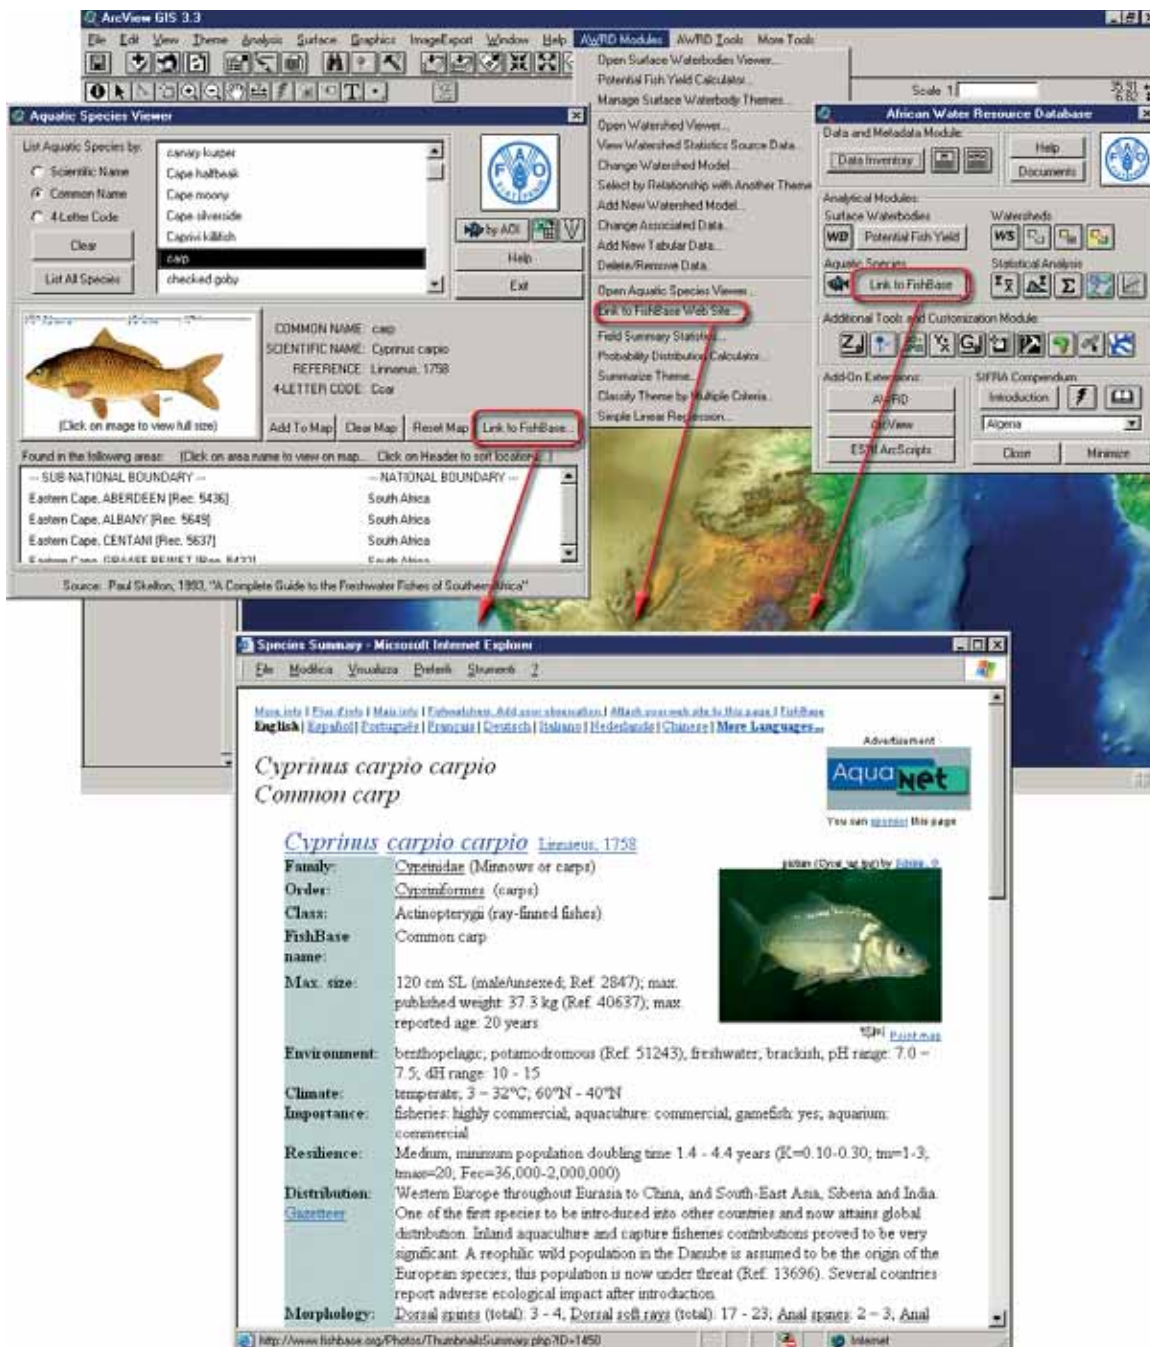 ArcView GIS 3.3
File Edit View Theme Analysis Surface Graphics ImageExport Window Help AWRD Modules AWRD Tools More Tools
Scale 1:
Open Surface Waterbodies Viewer...
Potential Fish Yield Calculator...
Manage Surface Waterbody Themes...
Open Watershed Viewer...
View Watershed Statistics Source Data...
Change Watershed Model...
Select by Relationship with Another Theme
Add New Watershed Model...
Change Associated Data...
Add New Tabular Data...
Delete/Remove Data...
Open Aquatic Species Viewer...
Link to FishBase Web Site...
Field Summary Statistics...
Probability Distribution Calculator...
Summarize Theme...
Classify Theme by Multiple Criteria...
Simple Linear Regression...
Aquatic Species Viewer
List Aquatic Species by:
Scientific Name
Common Name
4-Letter Code
Clear
List All Species
canary kurper
Cape halfbeak
Cape moony
Cape silverside
Caprivi killifish
carp
checked goby
by AOI
Help
Exit
(Click on image to view full size)
COMMON NAME: carp
SCIENTIFIC NAME: Cyprinus carpio
REFERENCE: Linnaeus, 1758
4-LETTER CODE: Ccar
Add To Map Clear Map Reset Map Link to FishBase...
Found in the following areas: (Click on area name to view on map... Click on Header to sort locations...)
-- SUB-NATIONAL BOUNDARY -- -- NATIONAL BOUNDARY --
Eastern Cape, ABERDEEN [Rec. 5436] South Africa
Eastern Cape, ALBANY [Rec. 5649] South Africa
Eastern Cape, CENTANI [Rec. 5637] South Africa
Source: Paul Skelton, 1993, "A Complete Guide to the Freshwater Fishes of Southern Africa"
African Water Resource Database
Data and Metadata Module:
Data Inventory
Help
Documents
Analytical Modules:
Surface Waterbodies Watersheds
WB Potential Fish Yield WS
Aquatic Species Statistical Analysis
Link to FishBase
Additional Tools and Customization Module:
Add-On Extensions:
AWRD
ArcView
ESRI ArcScripts
SIFRA Compendium
Introduction
Algeria
Close Minimize
Species Summary - Microsoft Internet Explorer
File Modifica Visualizza Preferiti Strumenti ?
More info | Plus d'info | Mais info | Fishwatchers: Add your observation | Attach your web site to this page | FishBase
English | Español | Português | Français | Deutsch | Italiano | Nederlands | Chinese | More Languages...
Advertisement
Aqua Net
You can sponsor this page
Cyprinus carpio carpio
Common carp
Cyprinus carpio carpio Linnaeus, 1758
Family: Cyprinidae (Minnows or carps)
Order: Cypriniformes (carps)
Class: Actinopterygii (ray-finned fishes)
FishBase name: Common carp
Max. size: 120 cm SL (male/unsexed; Ref. 2847); max.
published weight: 37.3 kg (Ref. 40637); max.
reported age: 20 years
Point map
Environment: benthopelagic; potamodromous (Ref. 51243); freshwater; brackish; pH range: 7.0 –
7.5; dH range: 10 - 15
Climate: temperate; 3 – 32°C; 60°N - 40°N
Importance: fisheries: highly commercial; aquaculture: commercial; gamefish: yes; aquarium:
commercial
Resilience: Medium, minimum population doubling time 1.4 - 4.4 years (K=0.10-0.30; tm=1-3;
tmax=20; Fec=36,000-2,000,000)
Distribution: Western Europe throughout Eurasia to China, and South-East Asia, Siberia and India.
Gazetteer One of the first species to be introduced into other countries and now attains global
distribution. Inland aquaculture and capture fisheries contributions proved to be very
significant. A reophilic wild population in the Danube is assumed to be the origin of the
European species; this population is now under threat (Ref. 13696). Several countries
report adverse ecological impact after introduction.
Morphology: Dorsal spines (total): 3 - 4; Dorsal soft rays (total): 17 - 23; Anal spines: 2 – 3; Anal
http://www.fishbase.org/Photos/ThumbnailsSummary.php?ID=1450
Internet